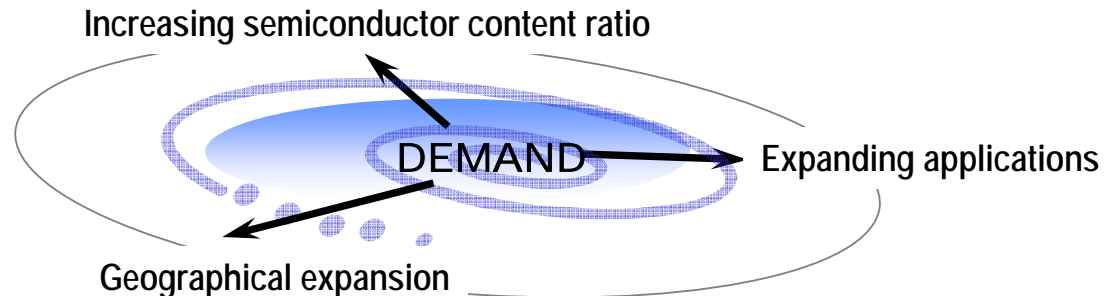 Increasing semiconductor content ratio
DEMAND
Expanding applications
Geographical expansion